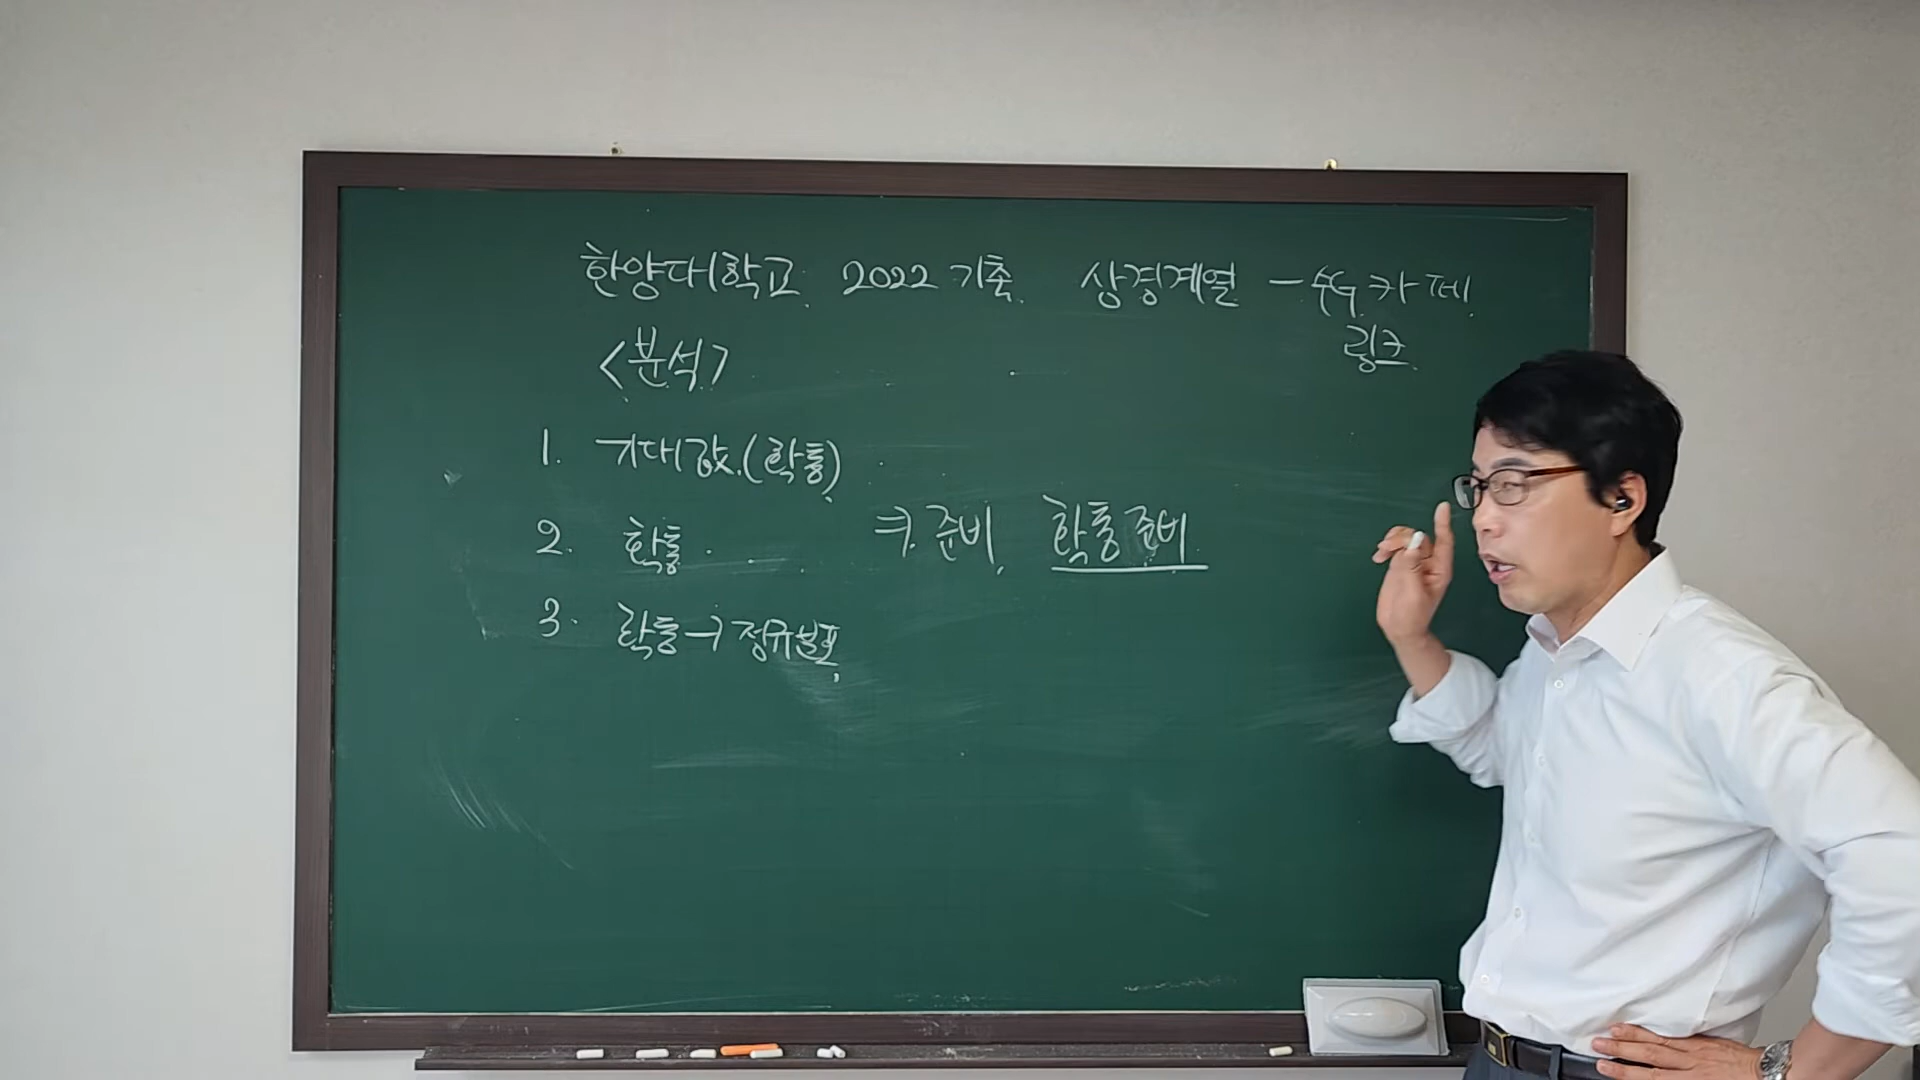 한양대학교 2022 기출 상경계열 - 카페
링크
<분석>
1. 기대값.(확통)
2. 확통.
⇒. 준비, 확통 준비
3. 확통→정규분포